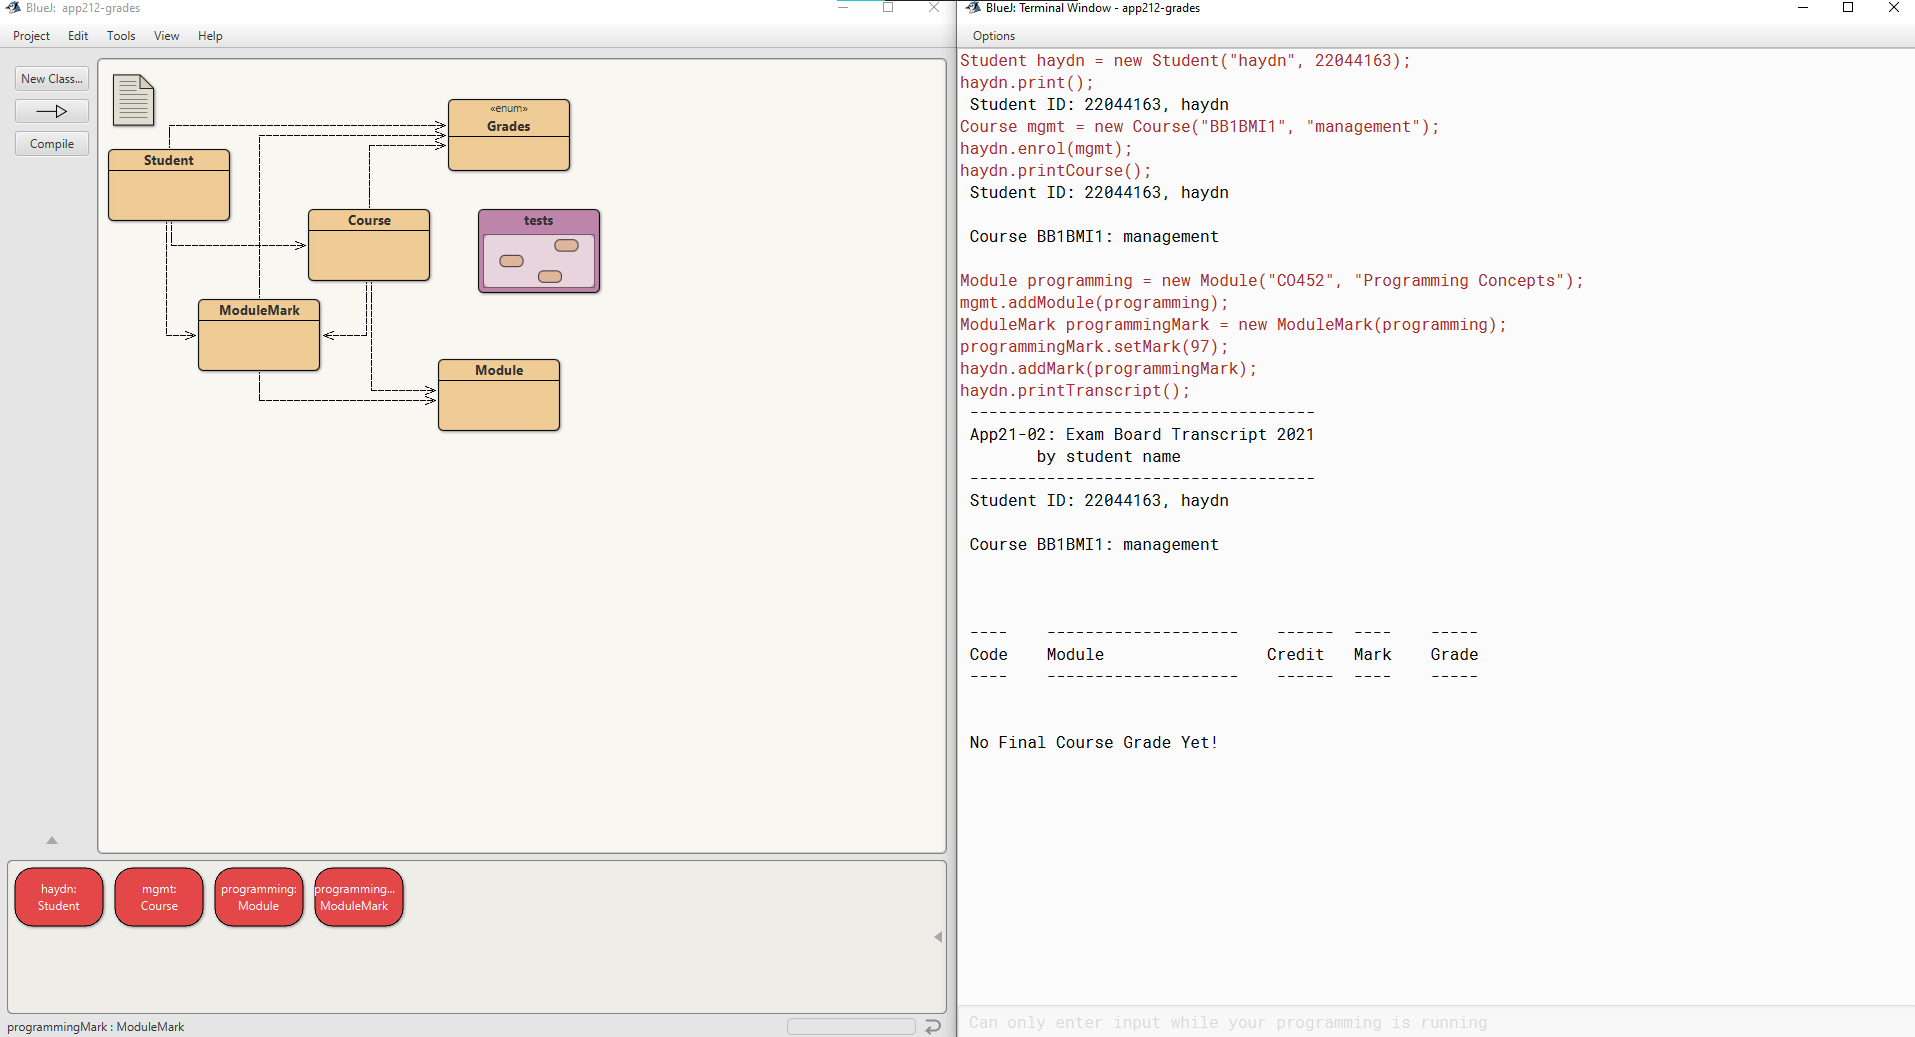 BlueJ: app212-grades
Project Edit Tools View Help
New Class...
Compile
«enum»
Grades
Student
Course
tests
ModuleMark
Module
haydn:
Student
mgmt:
Course
programming:
Module
programming...
ModuleMark
programmingMark : ModuleMark
BlueJ: Terminal Window - app212-grades
Options
Student haydn = new Student("haydn", 22044163);
haydn.print();
Student ID: 22044163, haydn
Course mgmt = new Course("BB1BMI1", "management");
haydn.enrol(mgmt);
haydn.printCourse();
Student ID: 22044163, haydn
Course BB1BMI1: management
Module programming = new Module("CO452", "Programming Concepts");
mgmt.addModule(programming);
ModuleMark programmingMark = new ModuleMark(programming);
programmingMark.setMark(97);
haydn.addMark(programmingMark);
haydn.printTranscript();
------------------------------------
App21-02: Exam Board Transcript 2021
by student name
------------------------------------
Student ID: 22044163, haydn
Course BB1BMI1: management
---- -------------------- ------ ---- -----
Code Module Credit Mark Grade
---- -------------------- ------ ---- -----
No Final Course Grade Yet!
Can only enter input while your programming is running